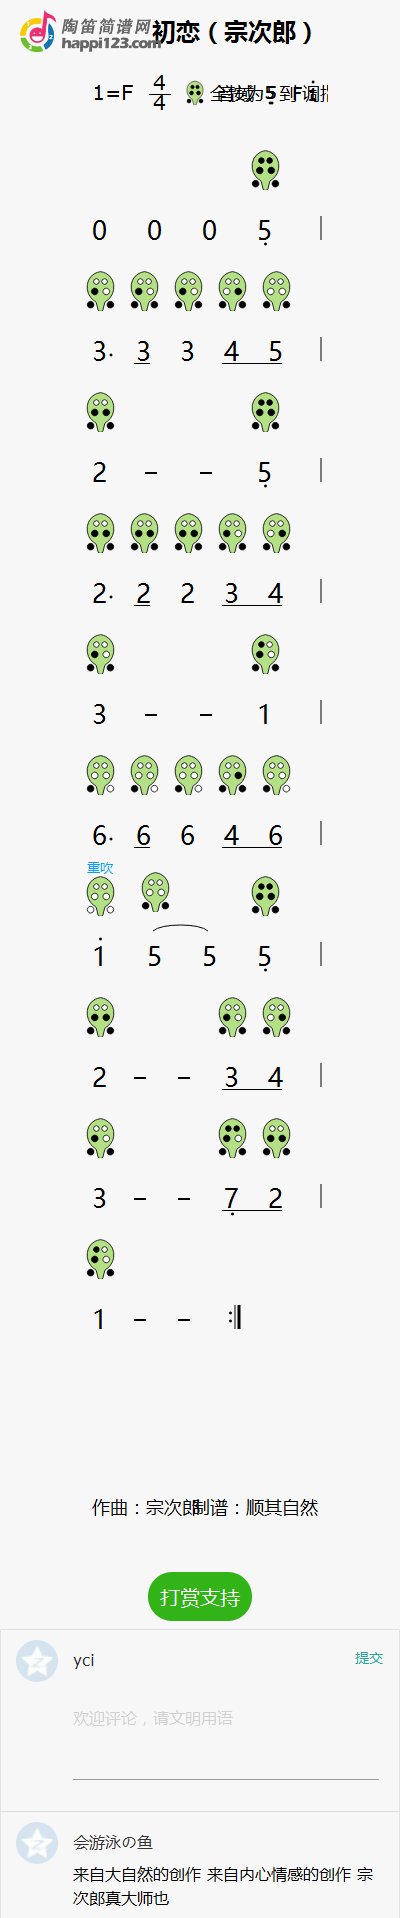 陶笛简谱网
happi123.com
初恋（宗次郎）
1=F 4/4 全按为5
0 0 0 5̣ |
3· 3 3 4 5 |
2 – – 5̣ |
2· 2 2 3 4 |
3 – – 1 |
6· 6 6 4 6 |
重吹
1̇ 5 5 5̣ |
2 – – 3 4 |
3 – – 7̣ 2 |
1 – – :‖
作曲：宗次郎 制谱：顺其自然
打赏支持
yci
提交
欢迎评论，请文明用语
会游泳の鱼
来自大自然的创作 来自内心情感的创作 宗
次郎真大师也